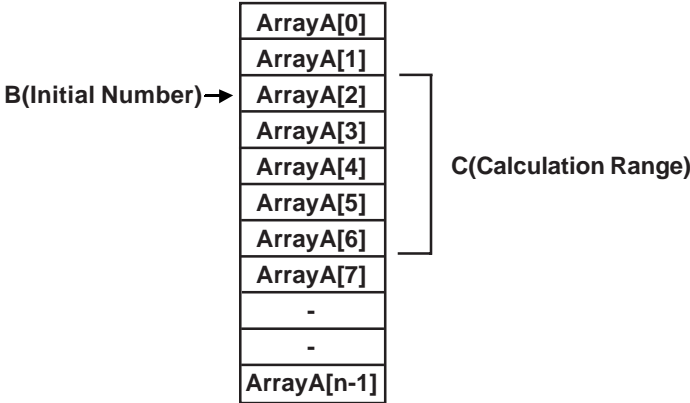 ArrayA[0]
ArrayA[1]
B(Initial Number)
ArrayA[2]
ArrayA[3]
ArrayA[4]
C(Calculation Range)
ArrayA[5]
ArrayA[6]
ArrayA[7]
-
-
ArrayA[n-1]